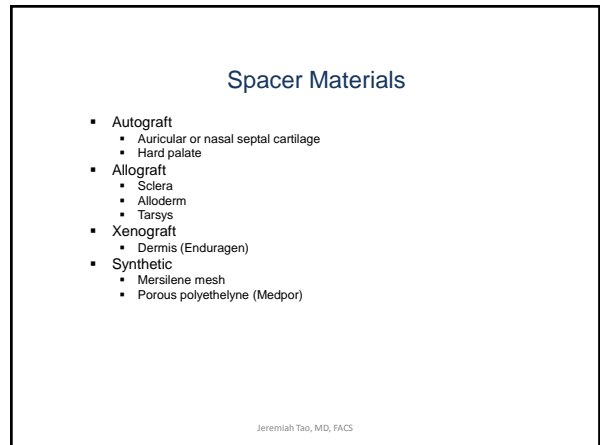 Spacer Materials
▪ Autograft
▪ Auricular or nasal septal cartilage
▪ Hard palate
▪ Allograft
▪ Sclera
▪ Alloderm
▪ Tarsys
▪ Xenograft
▪ Dermis (Enduragen)
▪ Synthetic
▪ Mersilene mesh
▪ Porous polyethelyne (Medpor)
Jeremiah Tao, MD, FACS